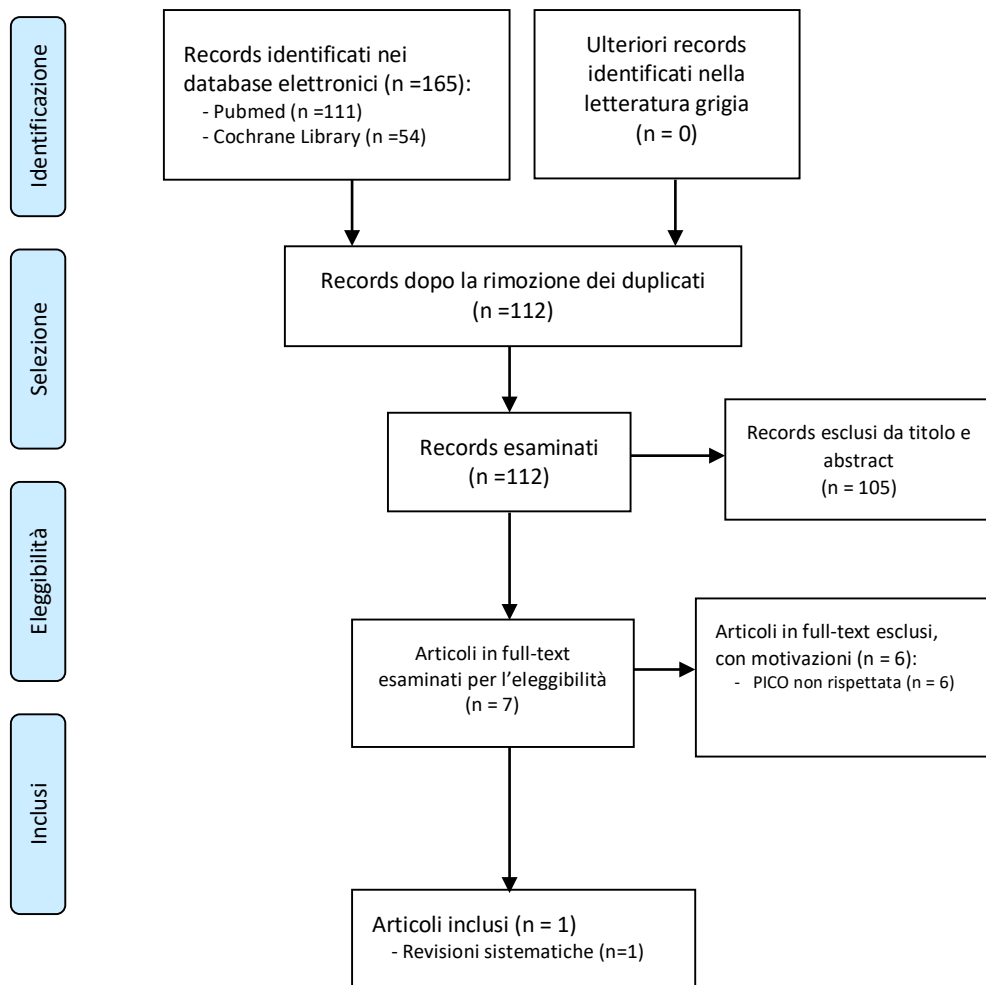 Identificazione
Records identificati nei
database elettronici (n =165):
- Pubmed (n =111)
- Cochrane Library (n =54)
Ulteriori records
identificati nella
letteratura grigia
(n = 0)
Selezione
Records dopo la rimozione dei duplicati
(n =112)
Records esaminati
(n =112)
Records esclusi da titolo e
abstract
(n = 105)
Eleggibilità
Articoli in full-text
esaminati per l’eleggibilità
(n = 7)
Articoli in full-text esclusi,
con motivazioni (n = 6):
- PICO non rispettata (n = 6)
Inclusi
Articoli inclusi (n = 1)
- Revisioni sistematiche (n=1)